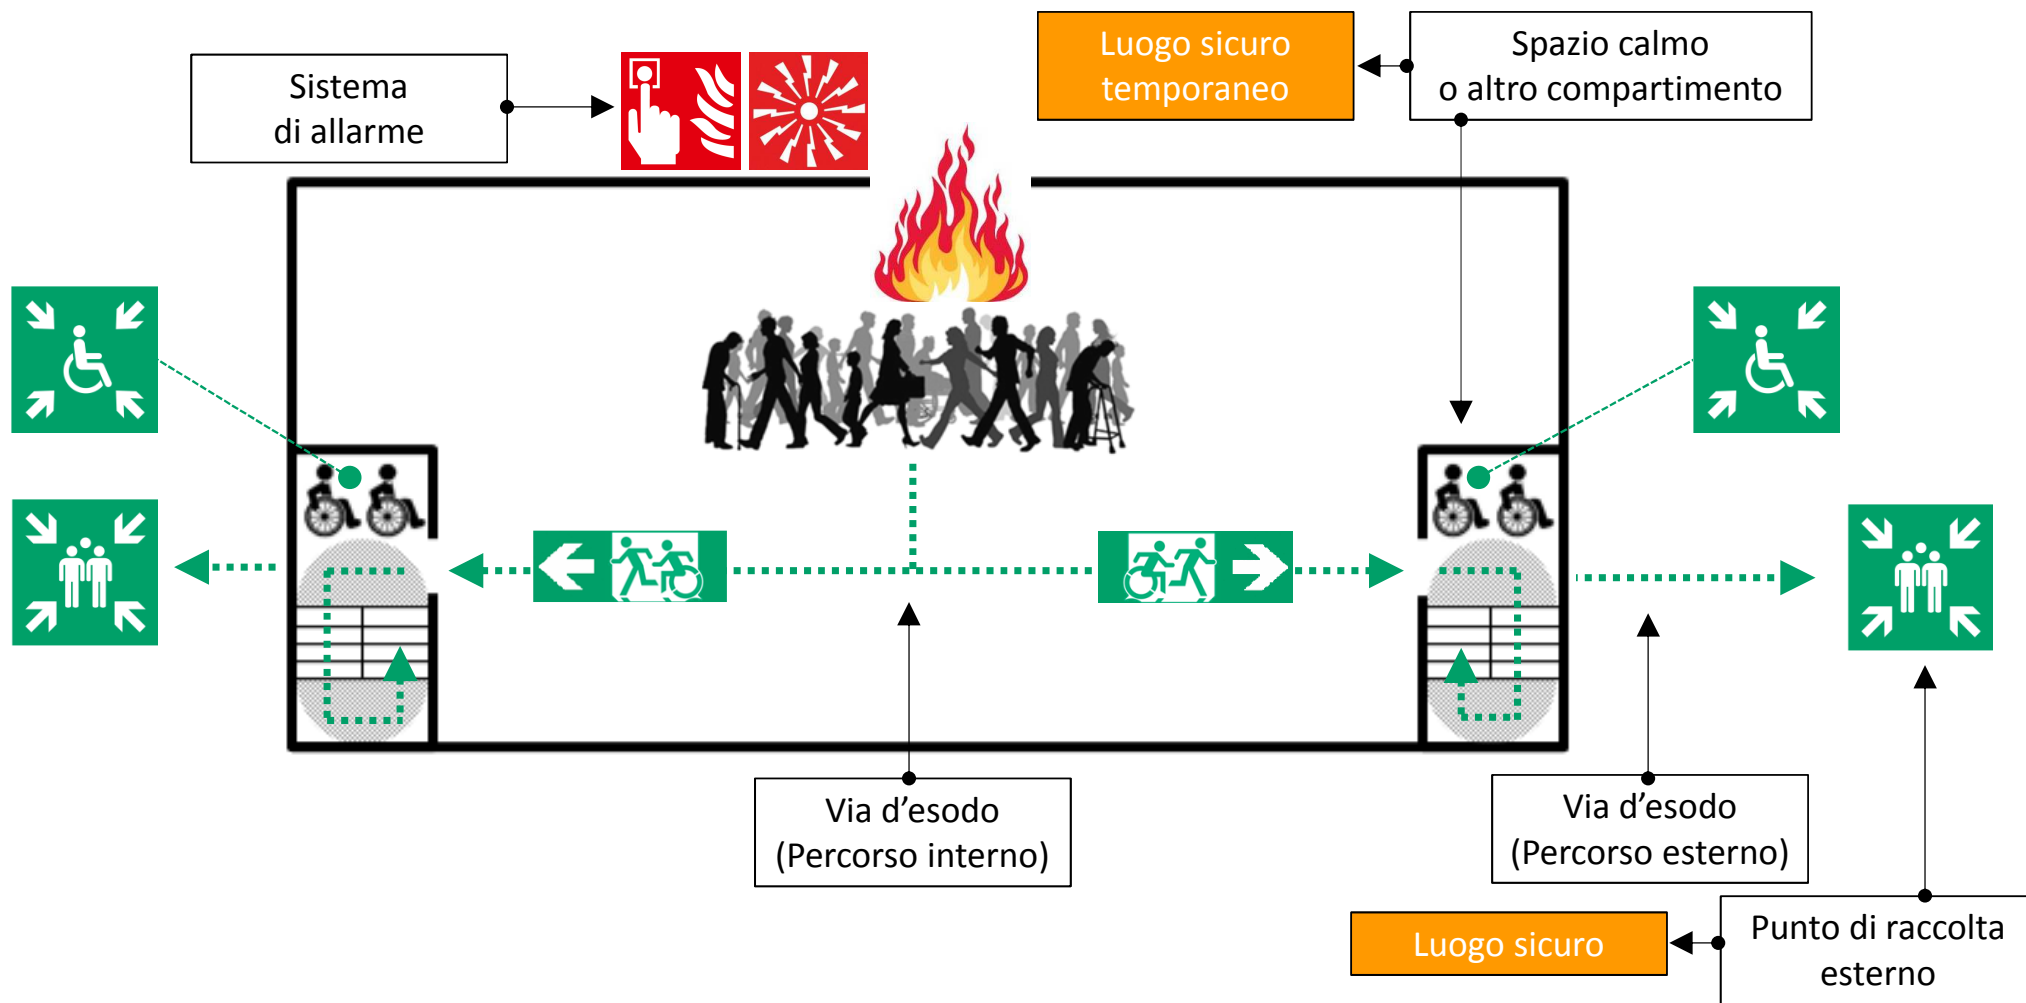 Sistema
di allarme
Luogo sicuro
temporaneo
Spazio calmo
o altro compartimento
Via d’esodo
(Percorso interno)
Via d’esodo
(Percorso esterno)
Luogo sicuro
Punto di raccolta
esterno